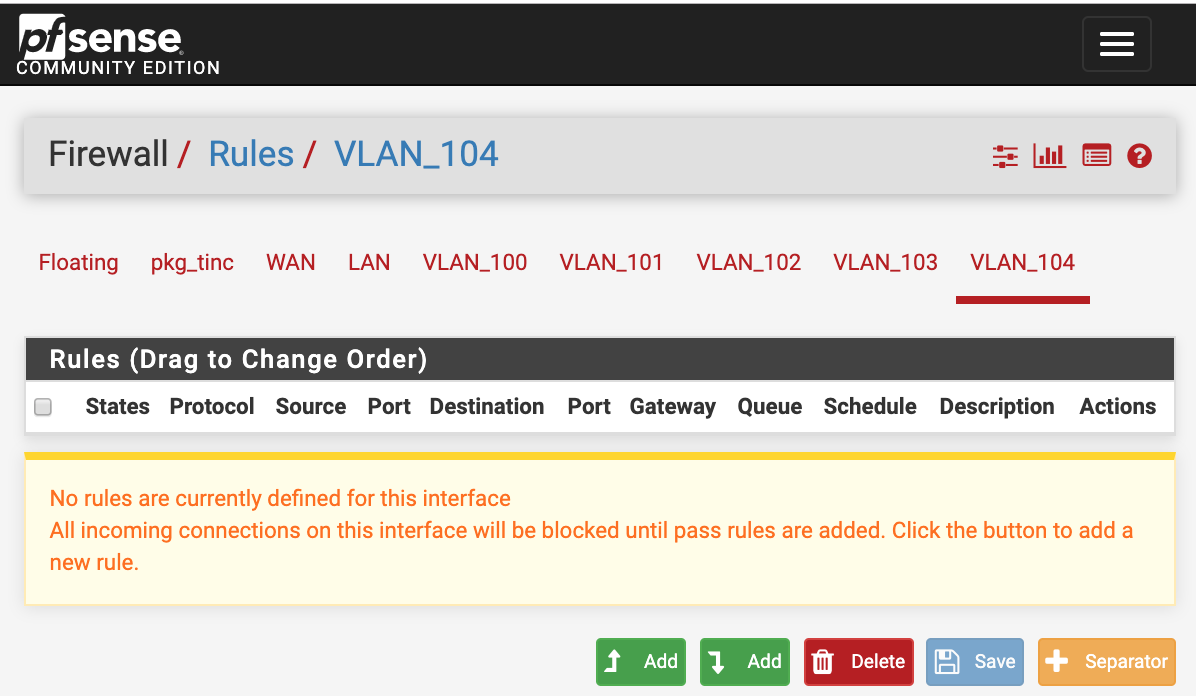 pfsense
COMMUNITY EDITION
Firewall / Rules / VLAN_104
Floating pkg_tinc WAN LAN VLAN_100 VLAN_101 VLAN_102 VLAN_103 VLAN_104
Rules (Drag to Change Order)
States Protocol Source Port Destination Port Gateway Queue Schedule Description Actions
No rules are currently defined for this interface
All incoming connections on this interface will be blocked until pass rules are added. Click the button to add a
new rule.
Add Add Delete Save Separator